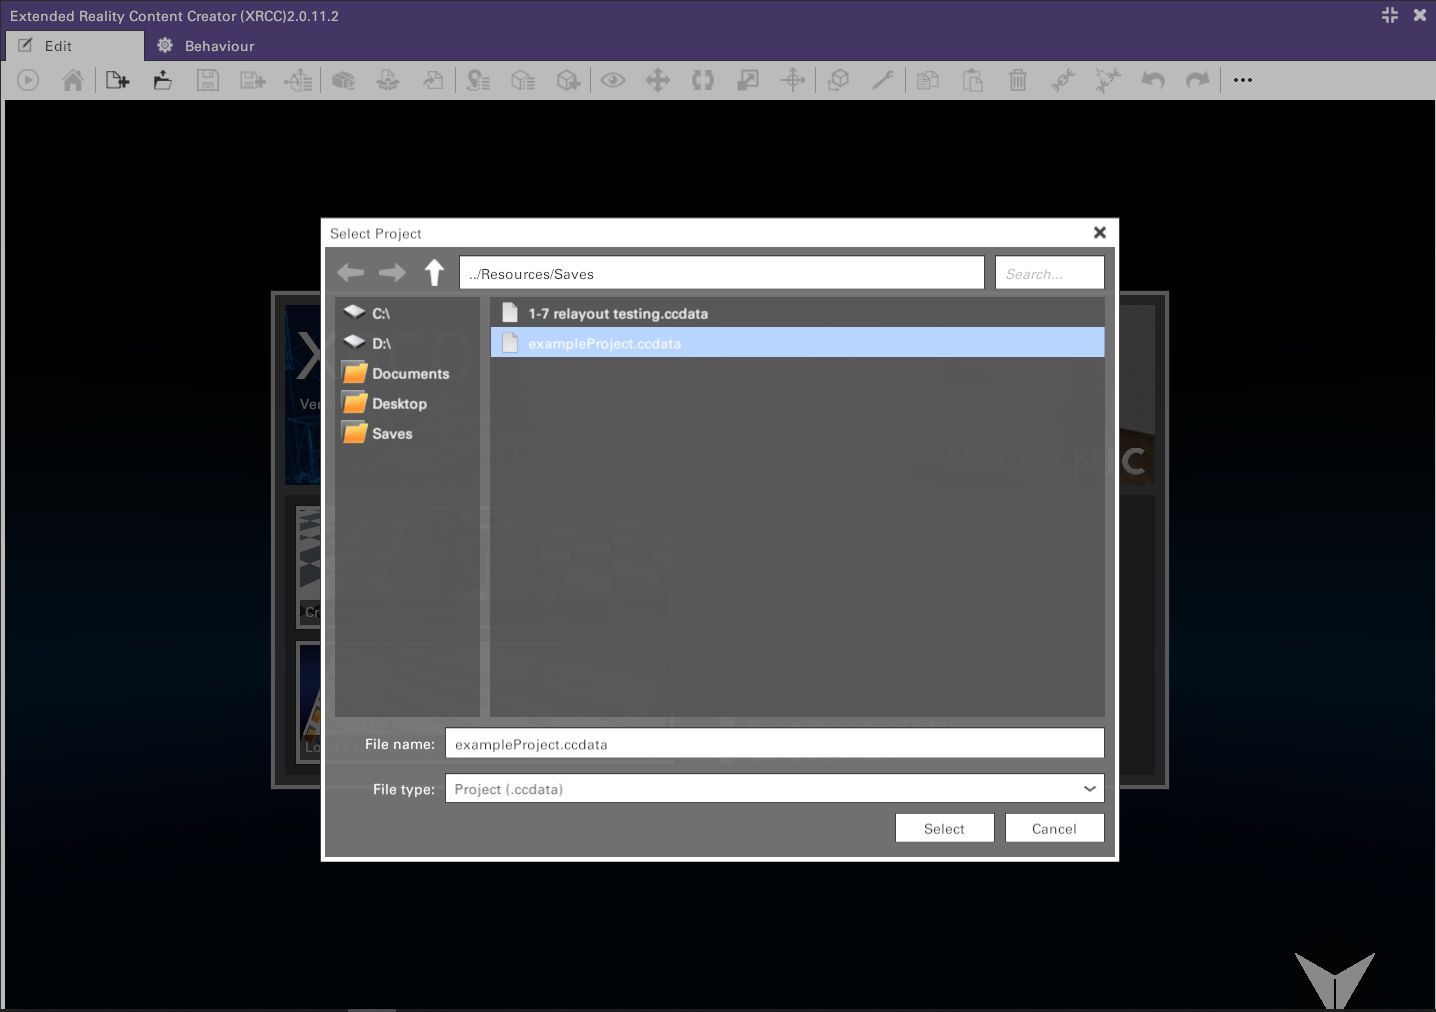 Extended Reality Content Creator (XRCC)2.0.11.2
Edit
Behaviour
Select Project
../Resources/Saves
Search...
C:\
D:\
Documents
Desktop
Saves
1-7 relayout testing.ccdata
exampleProject.ccdata
VOTANIC
File name:
exampleProject.ccdata
File type:
Project (.ccdata)
Select
Cancel